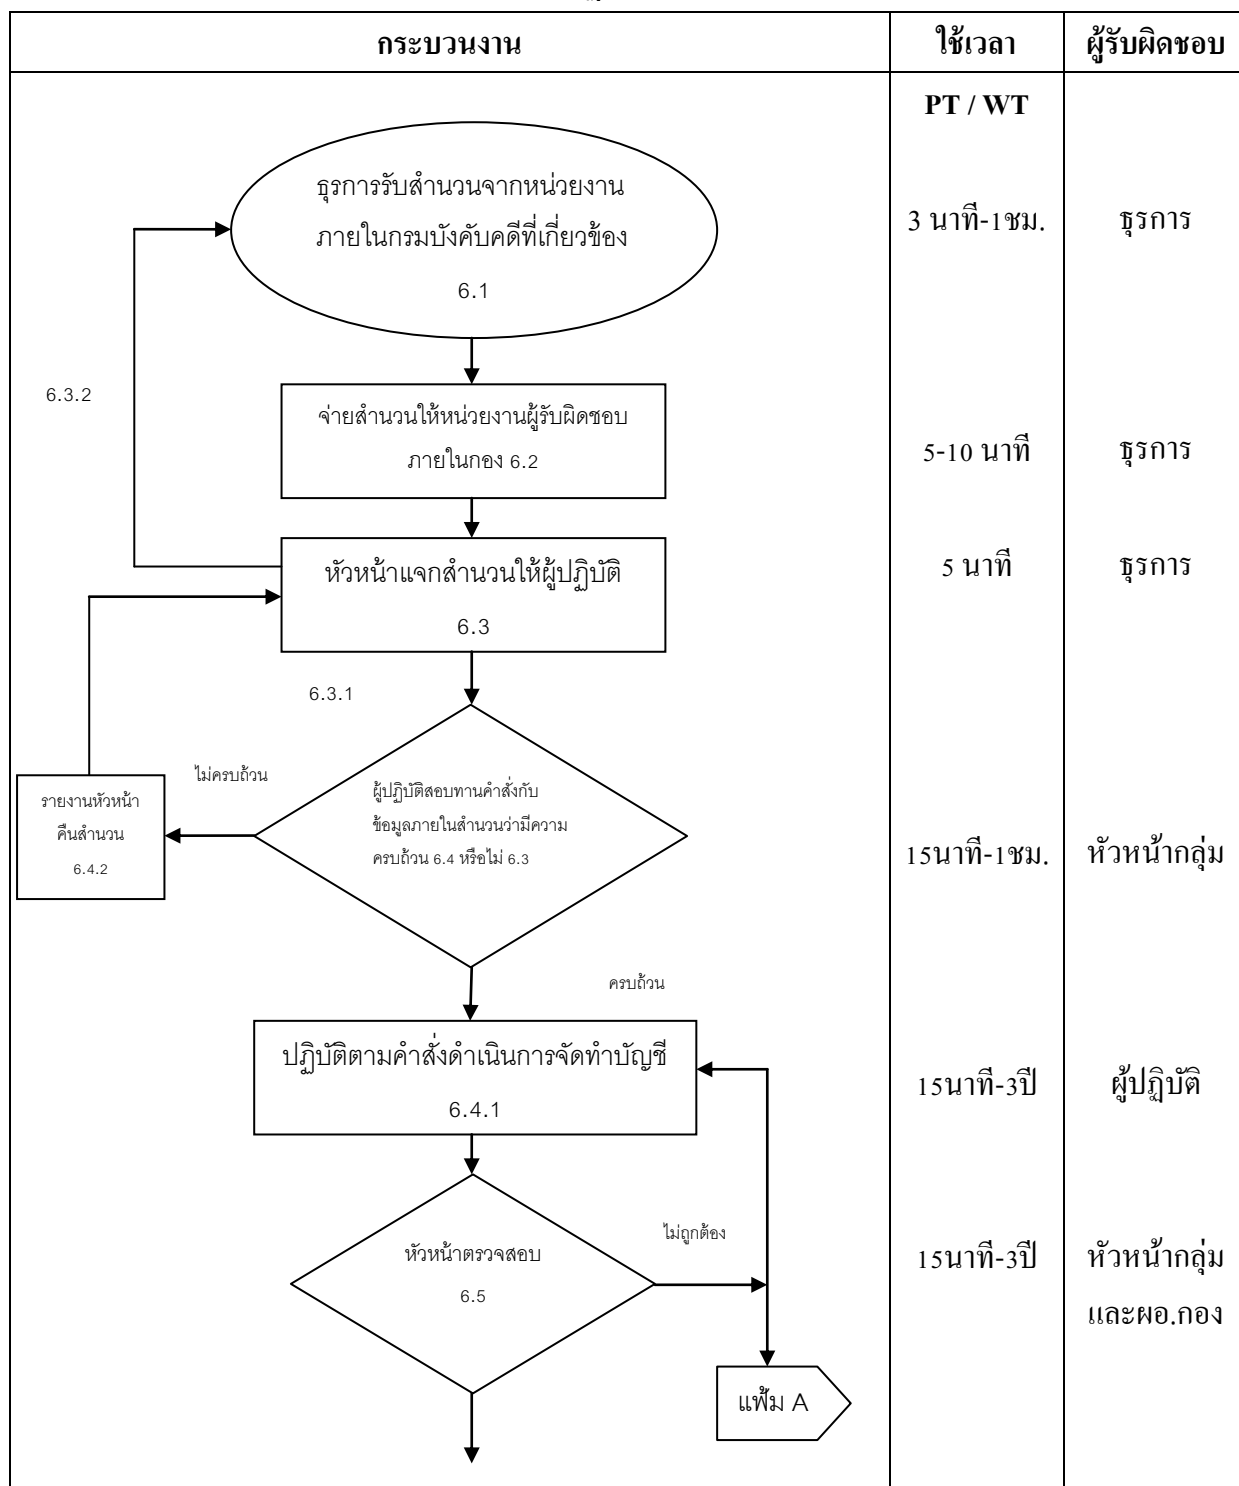 กระบวนงาน
ใช้เวลา
ผู้รับผิดชอบ
PT / WT
ธุรการรับสำนวนจากหน่วยงาน
ภายในกรมบังคับคดีที่เกี่ยวข้อง
6.1
3 นาที-1ชม.
ธุรการ
6.3.2
จ่ายสำนวนให้หน่วยงานผู้รับผิดชอบ
ภายในกอง 6.2
5-10 นาที
ธุรการ
หัวหน้าแจกสำนวนให้ผู้ปฏิบัติ
6.3
5 นาที
ธุรการ
6.3.1
ไม่ครบถ้วน
รายงานหัวหน้า
คืนสำนวน
6.4.2
ผู้ปฏิบัติสอบทานคำสั่งกับ
ข้อมูลภายในสำนวนว่ามีความ
ครบถ้วน 6.4 หรือไม่ 6.3
15นาที-1ชม.
หัวหน้ากลุ่ม
ครบถ้วน
ปฏิบัติตามคำสั่งดำเนินการจัดทำบัญชี
6.4.1
15นาที-3ปี
ผู้ปฏิบัติ
ไม่ถูกต้อง
หัวหน้าตรวจสอบ
6.5
15นาที-3ปี
หัวหน้ากลุ่ม
และผอ.กอง
แฟ้ม A